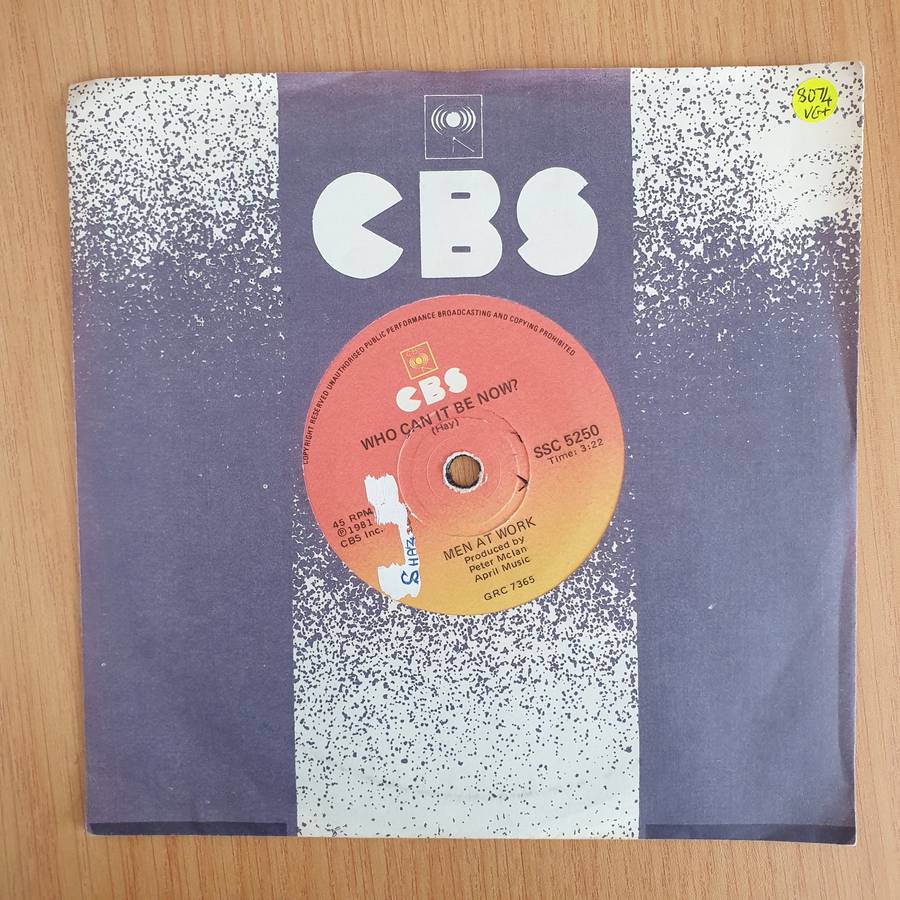 8074
VG+
CBS
COPYRIGHT RESERVED UNAUTHORISED PUBLIC PERFORMANCE BROADCASTING AND COPYING PROHIBITED
CBS
WHO CAN IT BE NOW?
(Hay)
SSC 5250
Time: 3:22
45 RPM
℗1981
CBS Inc.
SHAZ
MEN AT WORK
Produced by
Peter McIan
April Music
GRC 7365